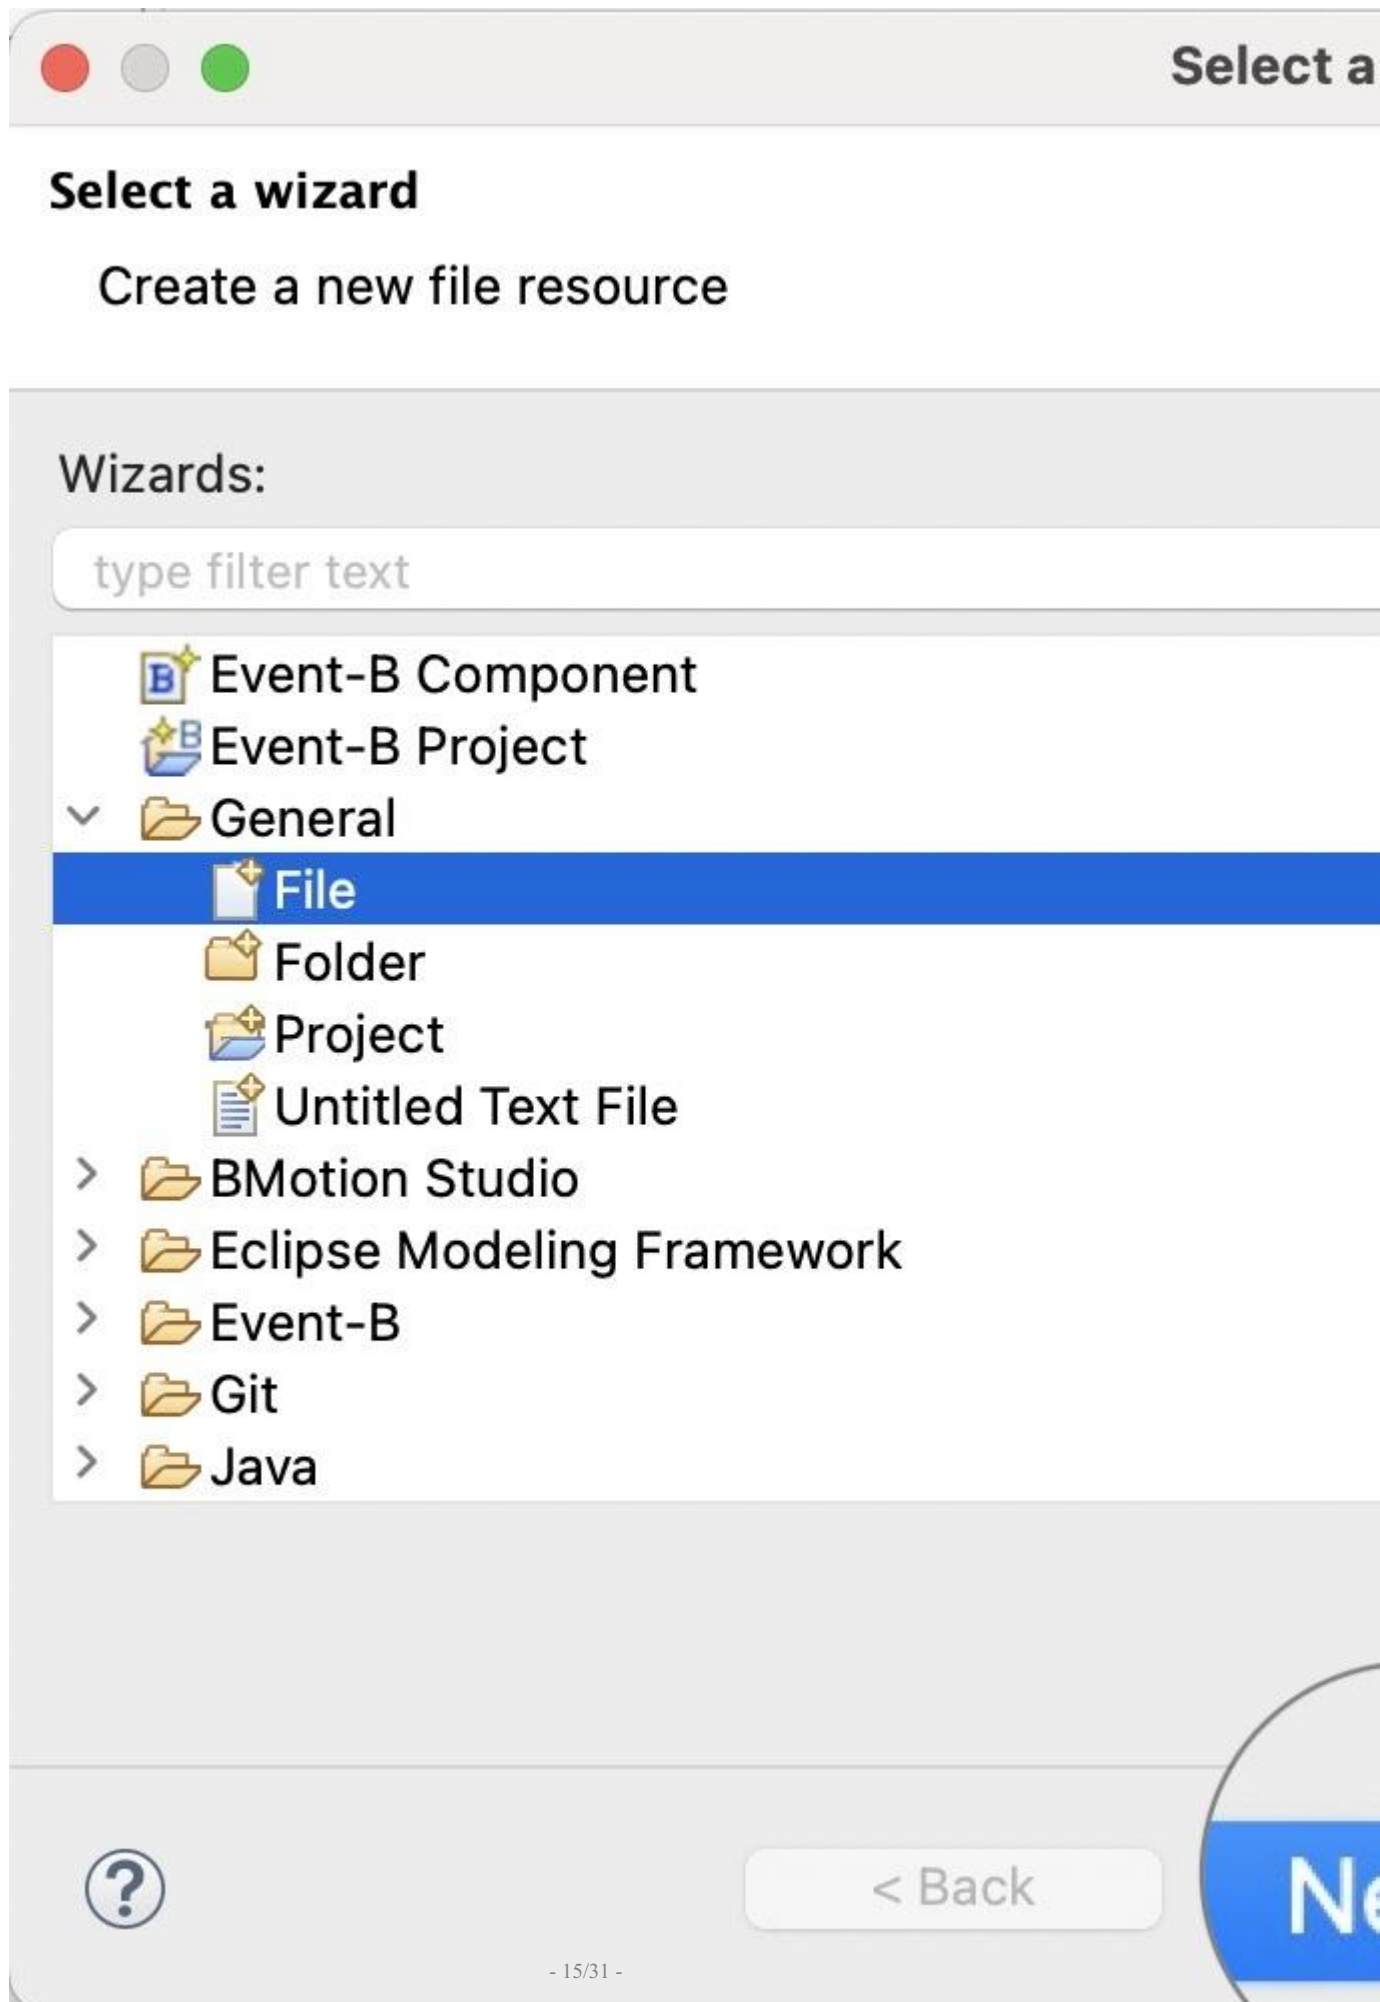 Select a
Select a wizard
Create a new file resource
Wizards:
type filter text
Event-B Component
Event-B Project
General
File
Folder
Project
Untitled Text File
BMotion Studio
Eclipse Modeling Framework
Event-B
Git
Java
< Back
Ne
- 15/31 -